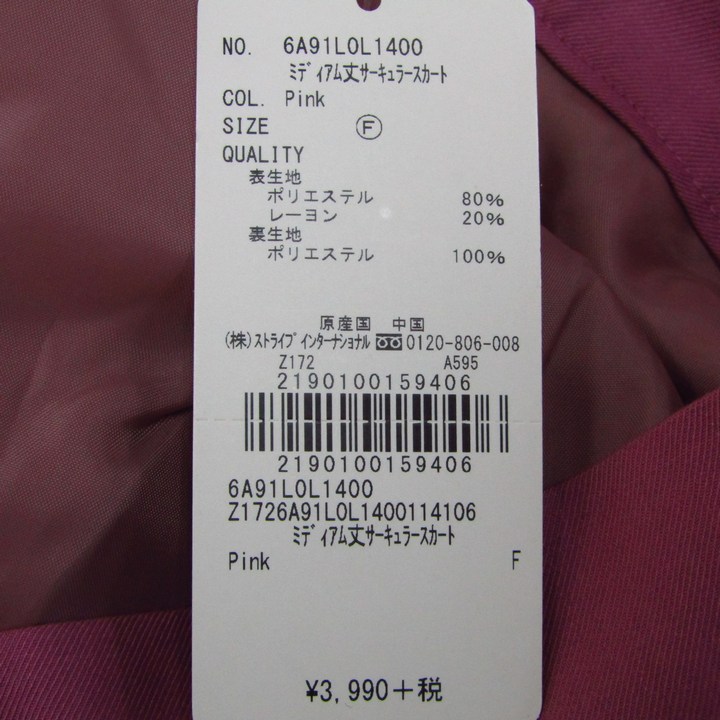 NO. 6A91L0L1400
ﾐﾃﾞｨｱﾑ丈ｻｰｷｭﾗｰｽｶｰﾄ
COL. Pink
SIZE Ⓕ
QUALITY
表生地
ポリエステル 80%
レーヨン 20%
裏生地
ポリエステル 100%
原産国 中国
(株)ｽﾄﾗｲﾌﾟｲﾝﾀｰﾅｼｮﾅﾙ 0120-806-008
Z172 A595
2190100159406
2190100159406
6A91L0L1400
Z1726A91L0L1400114106
ﾐﾃﾞｨｱﾑ丈ｻｰｷｭﾗｰｽｶｰﾄ
Pink F
¥3,990+税